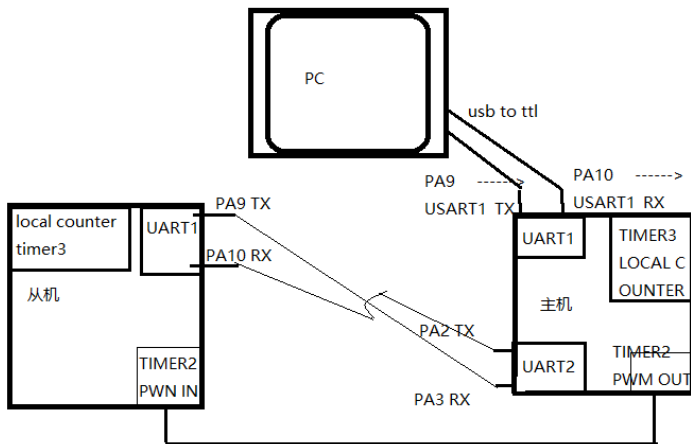 PC
usb to ttl
PA9 ----->
USART1 TX
PA10 ----->
USART1 RX
local counter
timer3
UART1
PA9 TX
PA10 RX
从机
TIMER2
PWN IN
UART1
TIMER3
LOCAL C
OUNTER
主机
PA2 TX
UART2
PA3 RX
TIMER2
PWM OUT